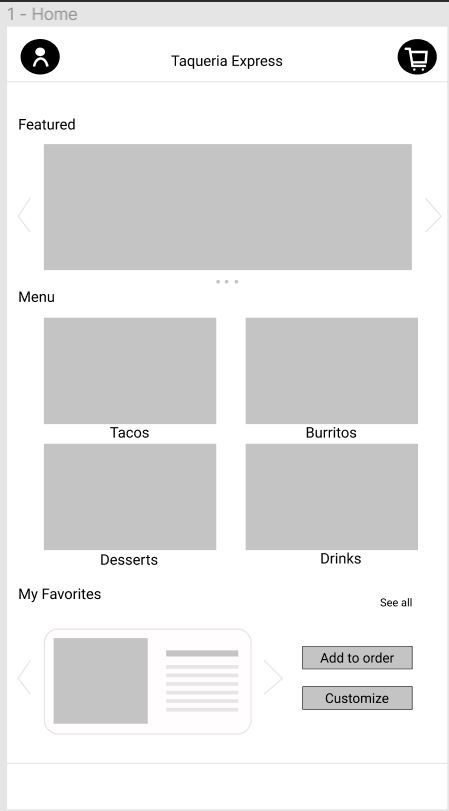 1 - Home
Taqueria Express
Featured
Menu
Tacos
Burritos
Desserts
Drinks
My Favorites
See all
Add to order
Customize